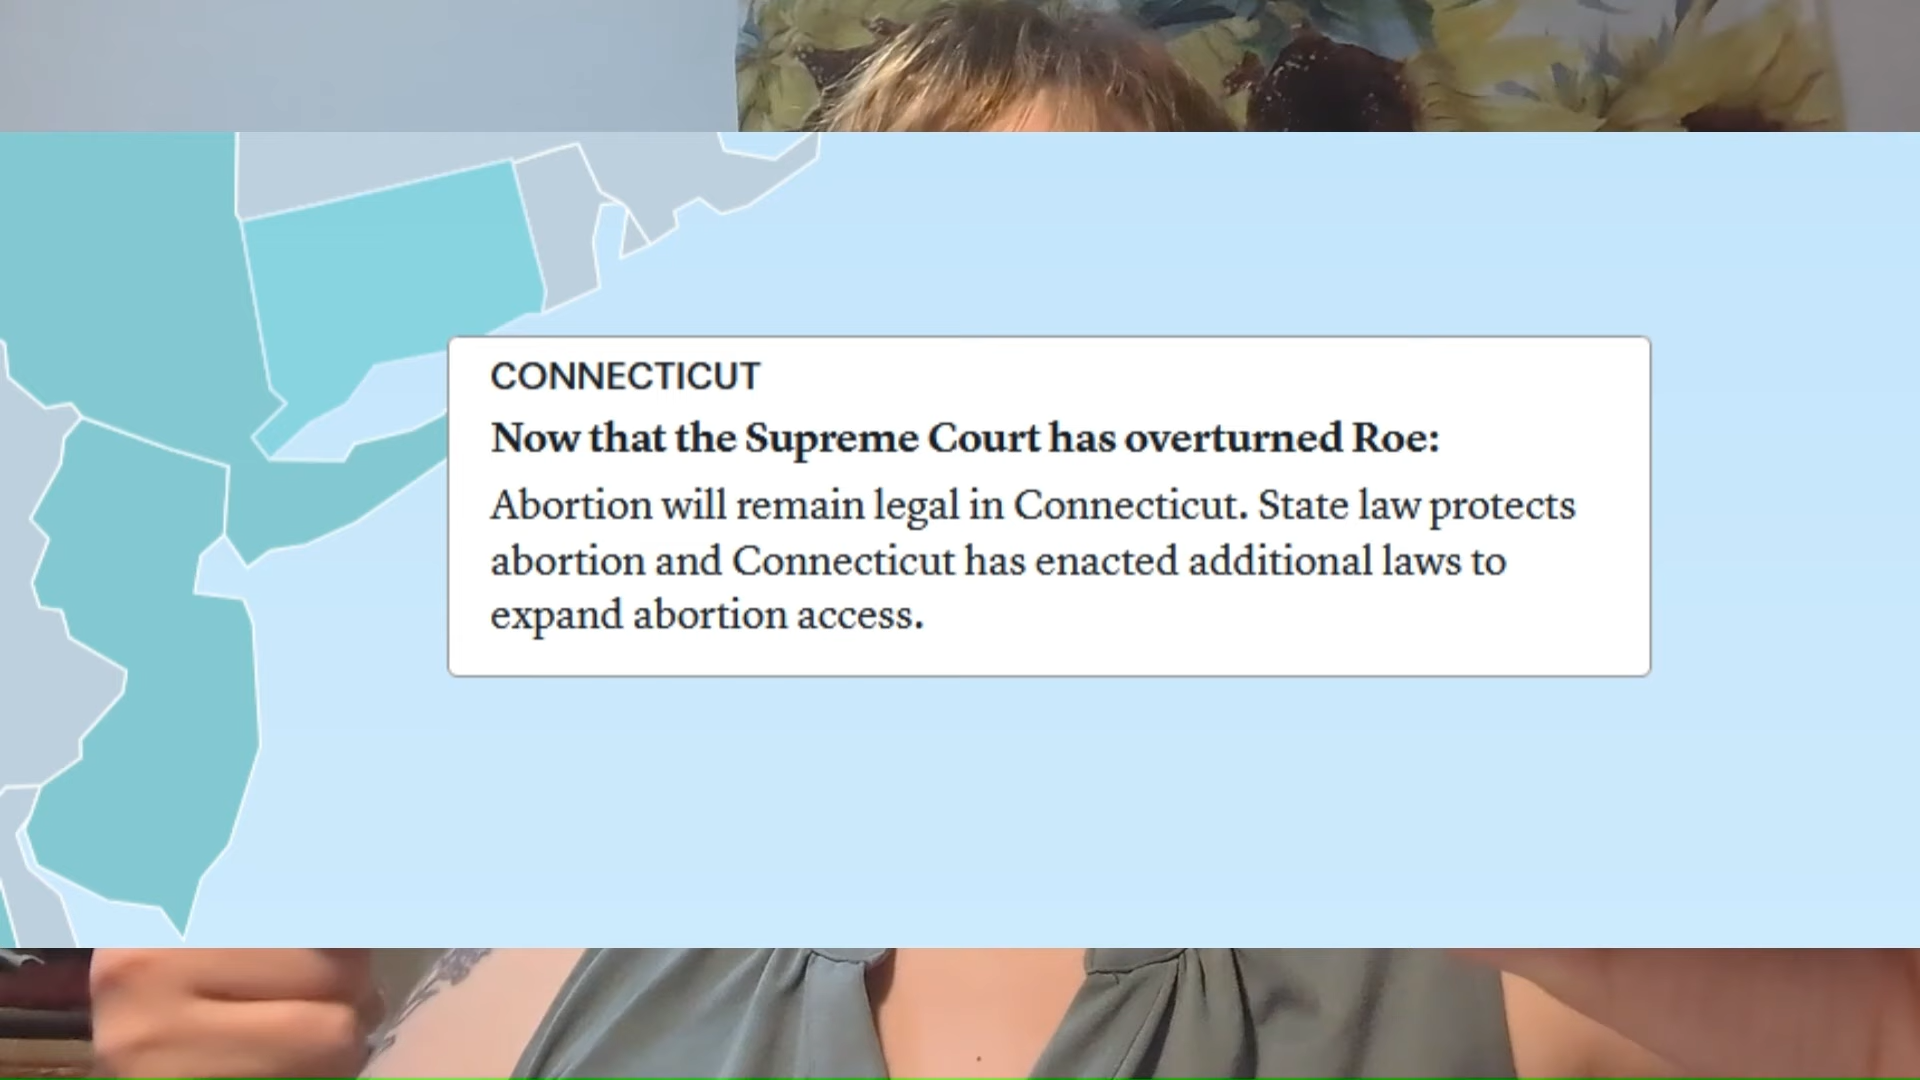 CONNECTICUT
Now that the Supreme Court has overturned Roe:
Abortion will remain legal in Connecticut. State law protects
abortion and Connecticut has enacted additional laws to
expand abortion access.